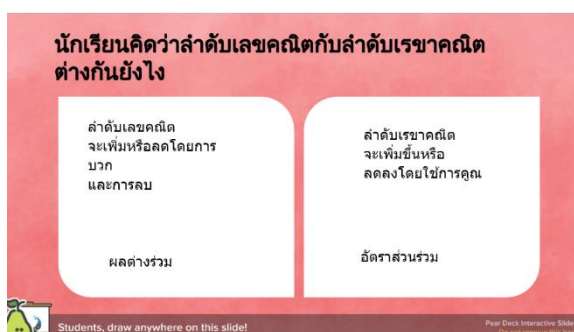 นักเรียนคิดว่าลำดับเลขคณิตกับลำดับเรขาคณิต
ต่างกันยังไง
ลำดับเลขคณิต
จะเพิ่มหรือลดโดยการ
บวก
และการลบ
ผลต่างร่วม
ลำดับเรขาคณิต
จะเพิ่มขึ้นหรือ
ลดลงโดยใช้การคูณ
อัตราส่วนร่วม
Students, draw anywhere on this slide!
Pear Deck Interactive Slide
Do not remove this bar